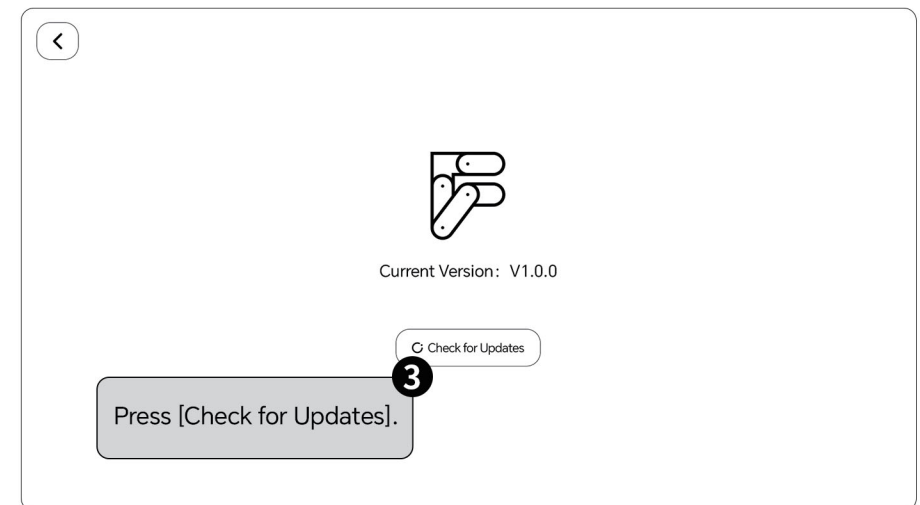 Current Version: V1.0.0
Check for Updates
3
Press [Check for Updates].